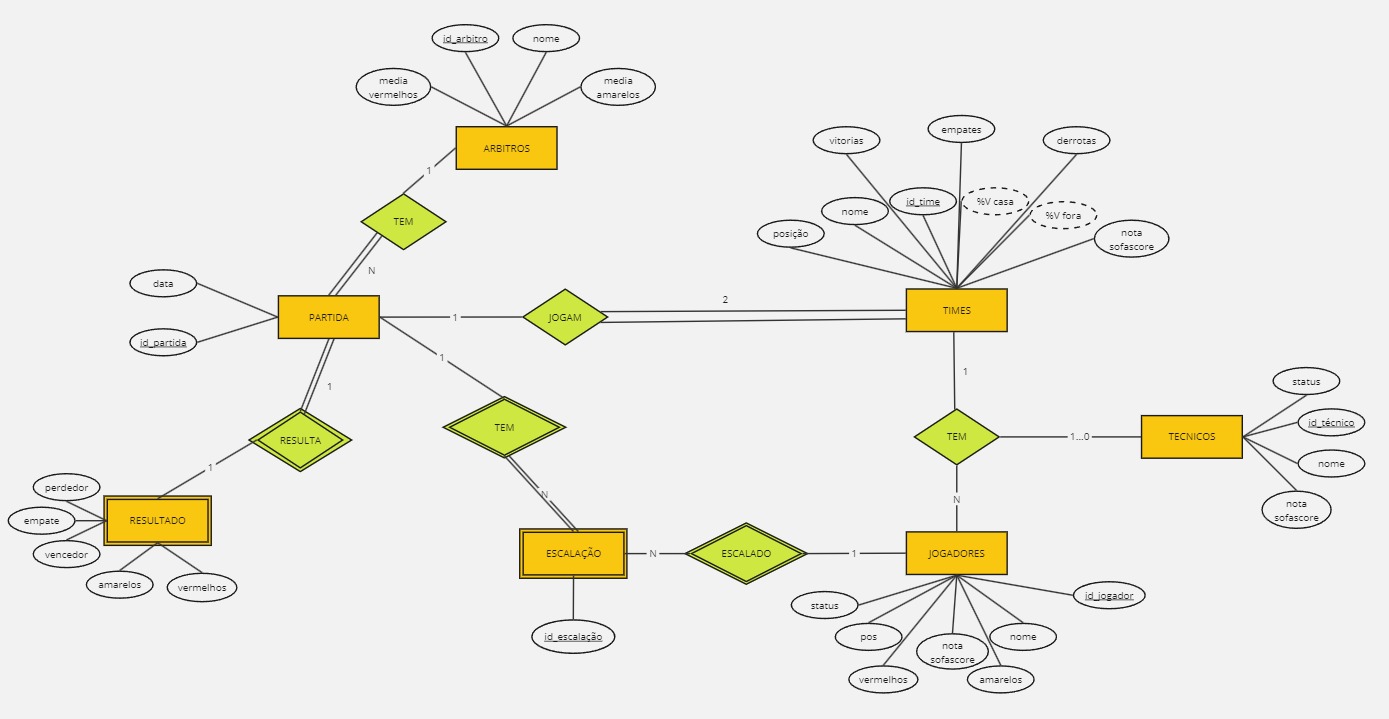 id_arbitro
nome
media
vermelhos
media
amarelos
ARBITROS
1
TEM
N
data
id_partida
PARTIDA
1
JOGAM
2
vitorias
empates
derrotas
nome
id_time
%V casa
%V fora
posição
nota
sofascore
TIMES
1
1
1
RESULTA
1
TEM
N
TEM
1...0
TECNICOS
status
id_técnico
nome
nota
sofascore
N
perdedor
empate
vencedor
RESULTADO
amarelos
vermelhos
ESCALAÇÃO
N
ESCALADO
1
JOGADORES
id_escalação
status
pos
vermelhos
nota
sofascore
nome
amarelos
id_jogador